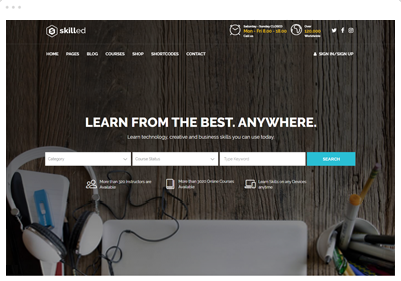 skilled
Saturday - Sunday CLOSED
Mon - Fri 8:00 - 18:00
Call us
Over
120,000
Worldwide
HOME PAGES BLOG COURSES SHOP SHORTCODES CONTACT
SIGN IN/SIGN UP
LEARN FROM THE BEST. ANYWHERE.
Learn technology, creative and business skills you can use today.
Category
Course Status
Type Keyword
SEARCH
More than 310 Instructors are
Available
More than 3200 Online Courses
Available
Learn Skills on any Devices
anytime